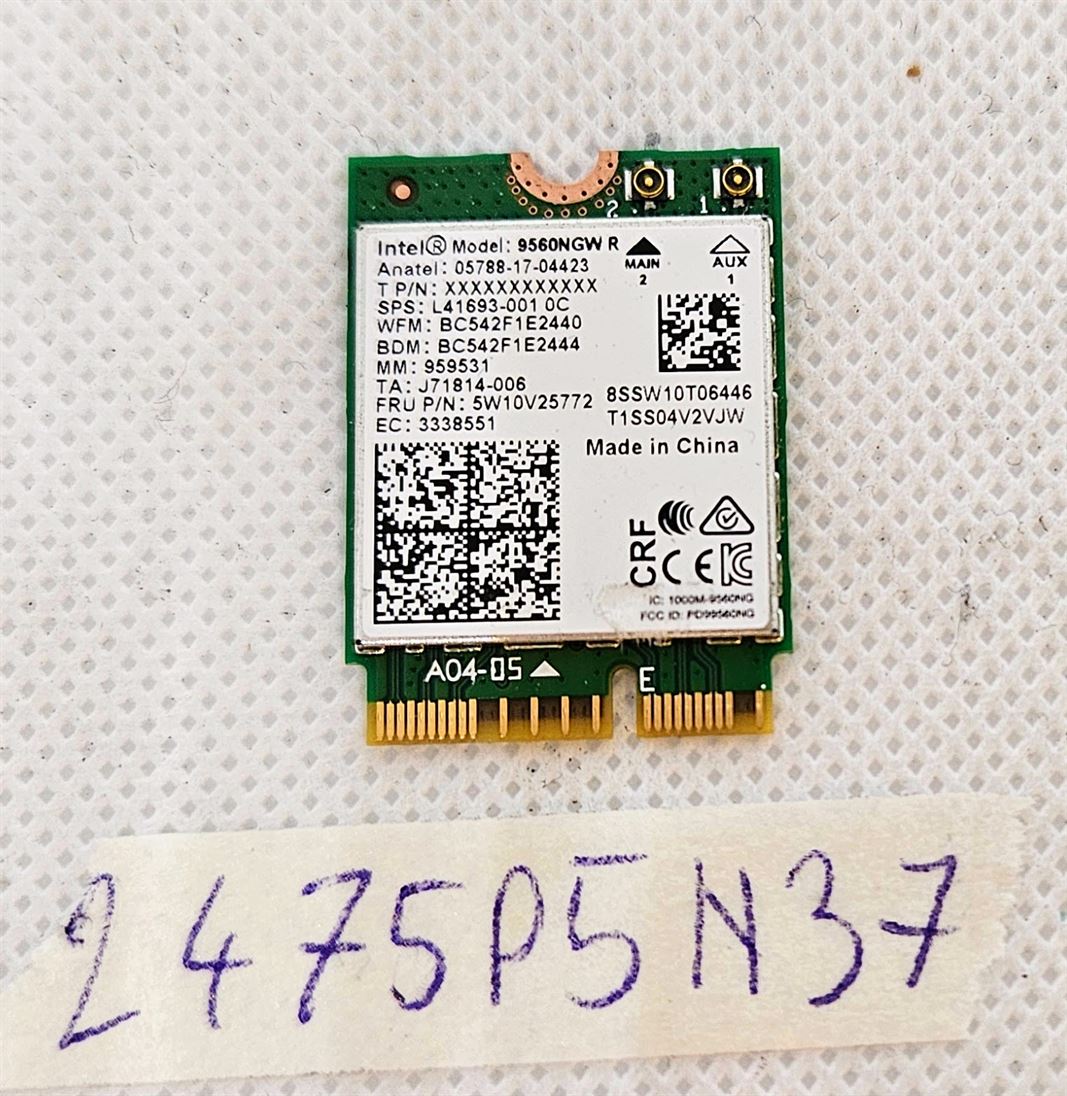 2 1
Intel® Model: 9560NGW R
MAIN AUX
2 1
Anatel: 05788-17-04423
T P/N: XXXXXXXXXXXX
SPS: L41693-001 0C
WFM: BC542F1E2440
BDM: BC542F1E2444
MM: 959531
TA: J71814-006
FRU P/N: 5W10V25772
EC: 3338551
8SSW10T06446
T1SS04V2VJW
Made in China
CRF
CE
IC: 1000M-9560NG
FCC ID: PD99560NG
A04-05
E
2475P5N37